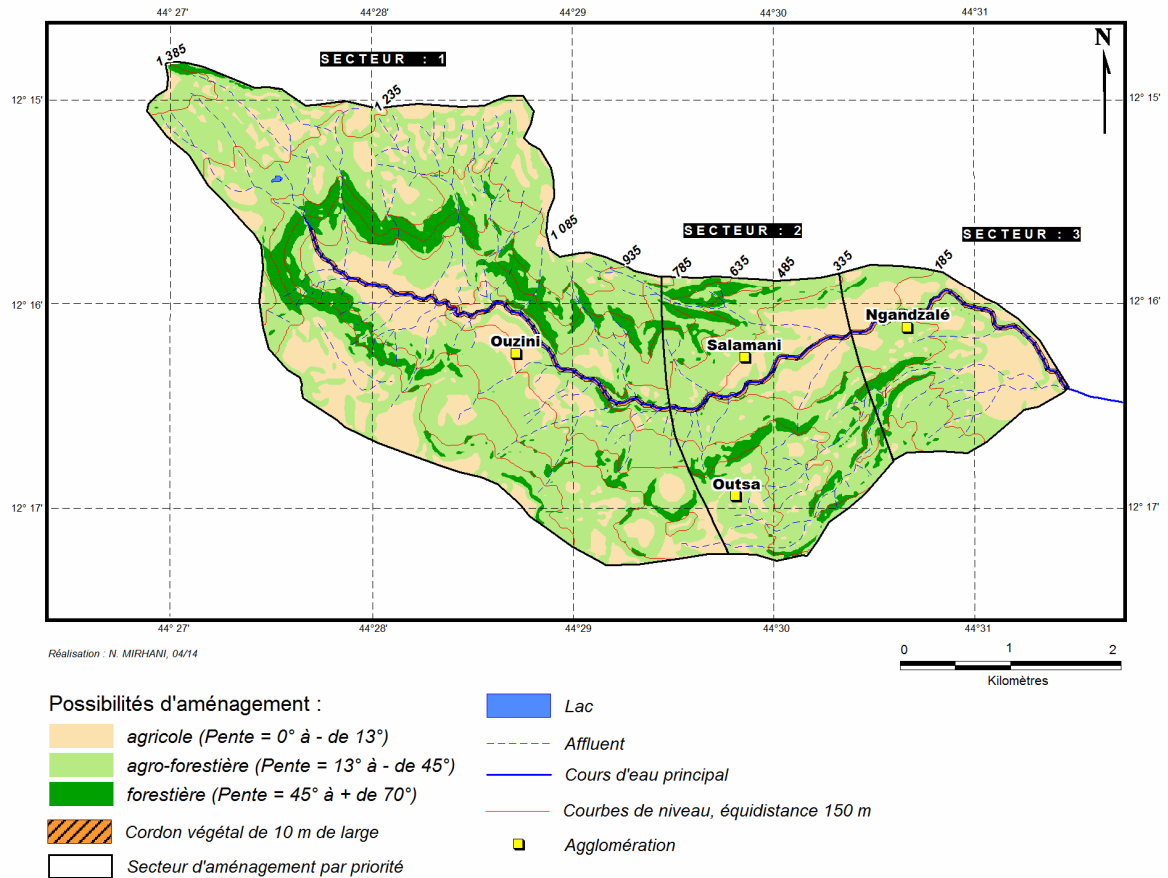 44° 27' 44° 28' 44° 29' 44° 30' 44° 31'
N
SECTEUR : 1
1 385
1 235
12° 15' 12° 15'
1 085
SECTEUR : 2
SECTEUR : 3
935
785
635
485
335
185
12° 16' 12° 16'
Ngandzalé
Ouzini
Salamani
Outsa
12° 17' 12° 17'
44° 27' 44° 28' 44° 29' 44° 30' 44° 31'
Réalisation : N. MIRHANI, 04/14
0 1 2
Kilomètres
Possibilités d'aménagement :
agricole (Pente = 0° à - de 13°)
agro-forestière (Pente = 13° à - de 45°)
forestière (Pente = 45° à + de 70°)
Cordon végétal de 10 m de large
Secteur d'aménagement par priorité
Lac
Affluent
Cours d'eau principal
Courbes de niveau, équidistance 150 m
Agglomération